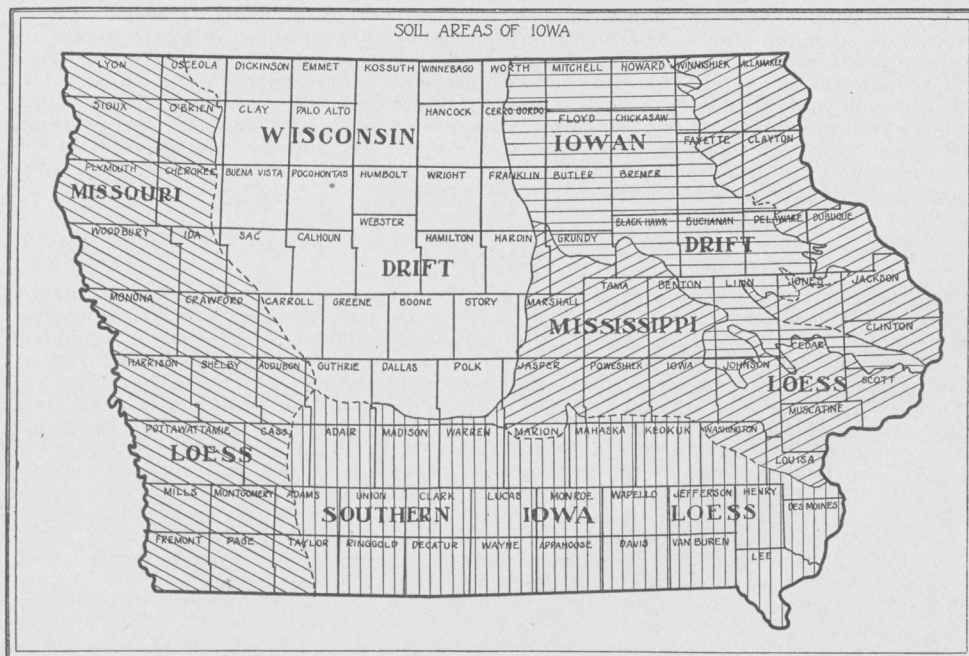 SOIL AREAS OF IOWA
LYON OSCEOLA DICKINSON EMMET KOSSUTH WINNEBAGO WORTH MITCHELL HOWARD WINNISHIEK ALLAMAKEE
SIOUX O'BRIEN CLAY PALO ALTO HANCOCK CERRO GORDO FLOYD CHICKASAW
WISCONSIN IOWAN FAYETTE CLAYTON
PLYMOUTH CHEROKEE BUENA VISTA POCOHONTAS HUMBOLT WRIGHT FRANKLIN BUTLER BREMER
MISSOURI
WEBSTER BLACK HAWK BUCHANAN DELAWARE DUBUQUE
WOODBURY IDA SAC CALHOUN HAMILTON HARDIN GRUNDY
DRIFT DRIFT
TAMA BENTON LINN JONES JACKSON
MONONA CRAWFORD CARROLL GREENE BOONE STORY MARSHALL
MISSISSIPPI CLINTON
CEDAR
HARRISON SHELBY AUDUBON GUTHRIE DALLAS POLK JASPER POWESHIEK IOWA JOHNSON
LOESS SCOTT
MUSCATINE
POTTAWATTAMIE CASS ADAIR MADISON WARREN MARION MAHASKA KEOKUK WASHINGTON
LOESS LOUISA
MILLS MONTGOMERY ADAMS UNION CLARK LUCAS MONROE WAPELLO JEFFERSON HENRY
DES MOINES
SOUTHERN IOWA LOESS
FREMONT PAGE TAYLOR RINGGOLD DECATUR WAYNE APPANOOSE DAVIS VAN BUREN
LEE